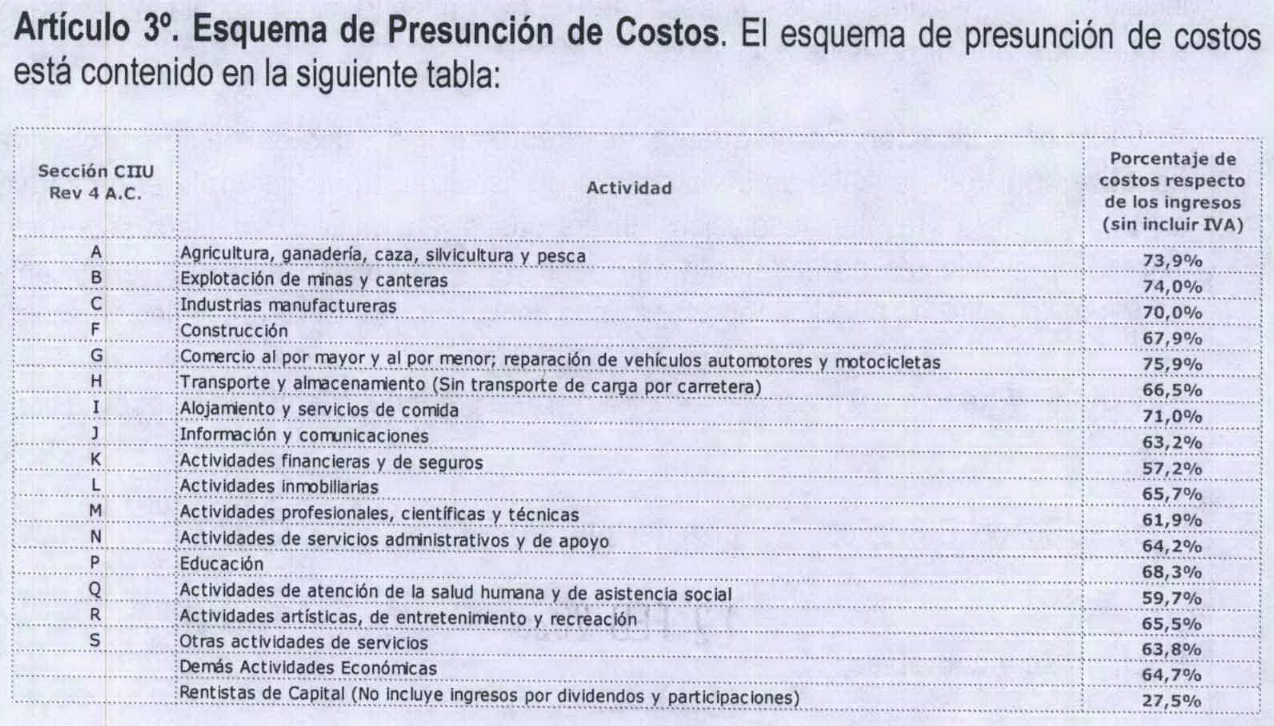 Artículo 3º. Esquema de Presunción de Costos. El esquema de presunción de costos
está contenido en la siguiente tabla:
Sección CIIU
Rev 4 A.C.
Actividad
Porcentaje de
costos respecto
de los ingresos
(sin incluir IVA)
A Agricultura, ganadería, caza, silvicultura y pesca 73,9%
B Explotación de minas y canteras 74,0%
C Industrias manufactureras 70,0%
F Construcción 67,9%
G Comercio al por mayor y al por menor; reparación de vehículos automotores y motocicletas 75,9%
H Transporte y almacenamiento (Sin transporte de carga por carretera) 66,5%
I Alojamiento y servicios de comida 71,0%
J Información y comunicaciones 63,2%
K Actividades financieras y de seguros 57,2%
L Actividades inmobiliarias 65,7%
M Actividades profesionales, científicas y técnicas 61,9%
N Actividades de servicios administrativos y de apoyo 64,2%
P Educación 68,3%
Q Actividades de atención de la salud humana y de asistencia social 59,7%
R Actividades artísticas, de entretenimiento y recreación 65,5%
S Otras actividades de servicios 63,8%
Demás Actividades Económicas 64,7%
Rentistas de Capital (No incluye ingresos por dividendos y participaciones) 27,5%